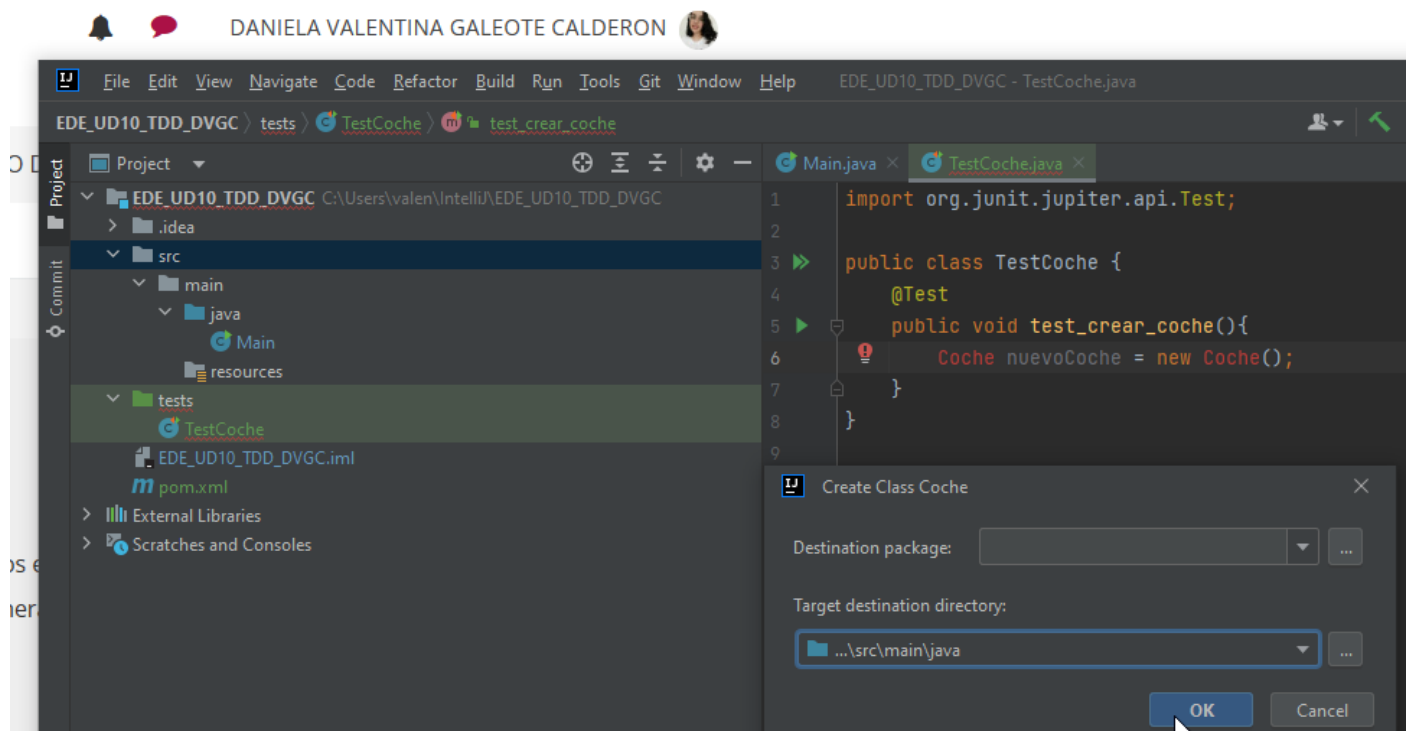 DANIELA VALENTINA GALEOTE CALDERON
IJ File Edit View Navigate Code Refactor Build Run Tools Git Window Help EDE_UD10_TDD_DVGC - TestCoche.java
EDE_UD10_TDD_DVGC tests TestCoche m test_crear_coche
Project
Project
Commit
EDE_UD10_TDD_DVGC C:\Users\valen\IntelliJ\EDE_UD10_TDD_DVGC
.idea
src
main
java
Main
resources
tests
TestCoche
EDE_UD10_TDD_DVGC.iml
pom.xml
External Libraries
Scratches and Consoles
Main.java TestCoche.java
1 import org.junit.jupiter.api.Test;
2
3 public class TestCoche {
4 @Test
5 public void test_crear_coche(){
6 Coche nuevoCoche = new Coche();
7 }
8 }
9
IJ Create Class Coche
Destination package: ...
Target destination directory:
...\src\main\java ...
OK Cancel